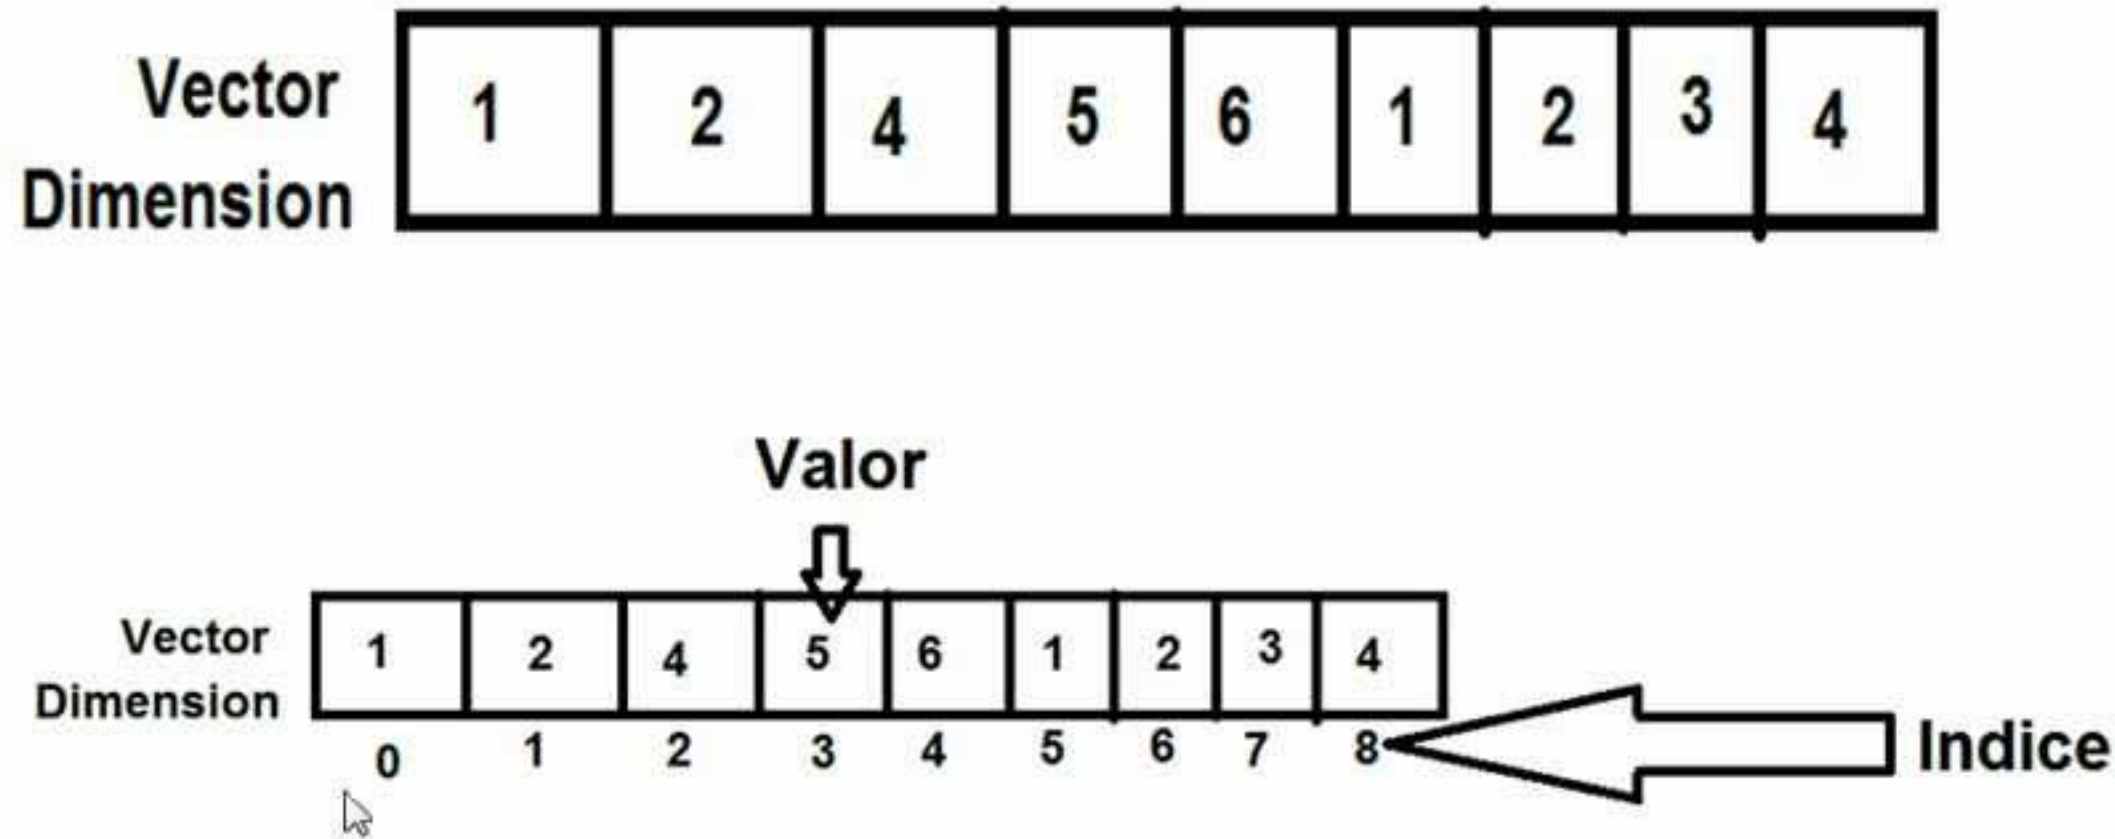 Vector
Dimension
1 2 4 5 6 1 2 3 4
Valor
Vector
Dimension
1 2 4 5 6 1 2 3 4
0 1 2 3 4 5 6 7 8
Indice